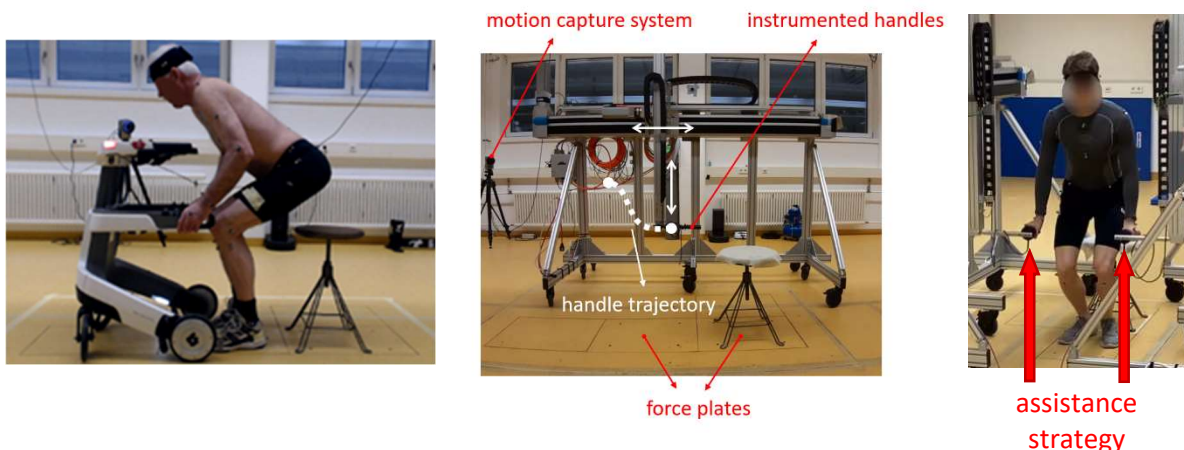 motion capture system
instrumented handles
handle trajectory
force plates
assistance
strategy